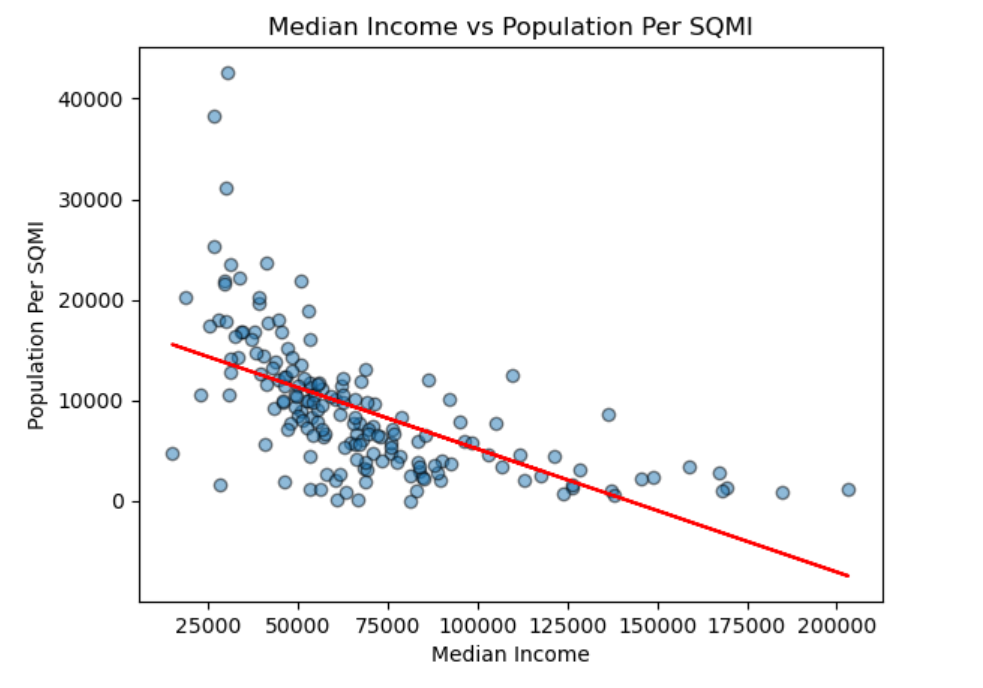 Median Income vs Population Per SQMI
40000
30000
20000
10000
0
Population Per SQMI
25000 50000 75000 100000 125000 150000 175000 200000
Median Income